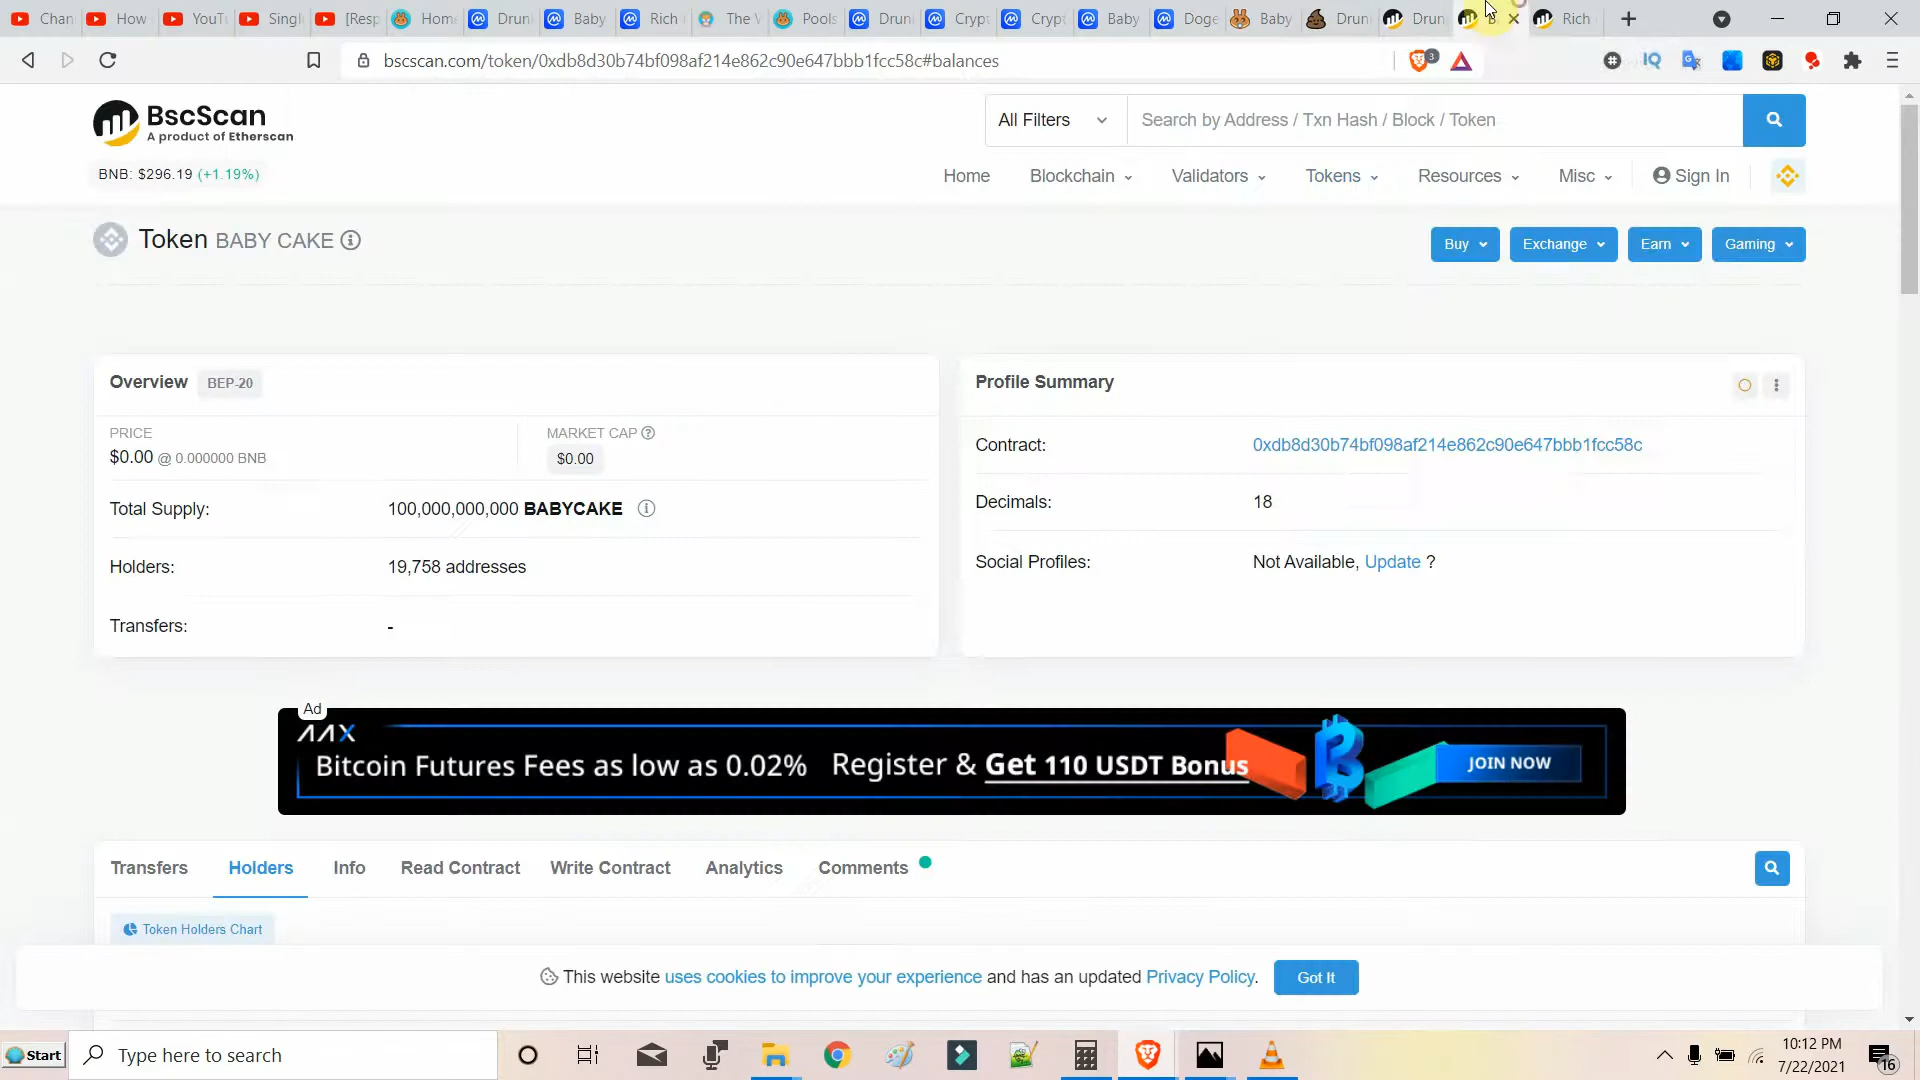 Chan
How
YouT
Singl
[Resp
Home
Drun
Baby
Rich
The
Pools
Drun
Crypt
Crypt
Baby
Doge
Baby
Drun
Drun
Rich
bscscan.com/token/0xdb8d30b74bf098af214e862c90e647bbb1fcc58c#balances
3
BscScan
A product of Etherscan
All Filters
Search by Address / Txn Hash / Block / Token
BNB: $296.19 (+1.19%)
Home Blockchain Validators Tokens Resources Misc Sign In
Token BABY CAKE
Buy Exchange Earn Gaming
Overview BEP-20
PRICE
$0.00 @ 0.000000 BNB
MARKET CAP
$0.00
Total Supply: 100,000,000,000 BABYCAKE
Holders: 19,758 addresses
Transfers: -
Profile Summary
Contract: 0xdb8d30b74bf098af214e862c90e647bbb1fcc58c
Decimals: 18
Social Profiles: Not Available, Update ?
Ad
AAX
Bitcoin Futures Fees as low as 0.02% Register & Get 110 USDT Bonus
JOIN NOW
Transfers Holders Info Read Contract Write Contract Analytics Comments
Token Holders Chart
This website uses cookies to improve your experience and has an updated Privacy Policy. Got It
Start
Type here to search
10:12 PM
7/22/2021
16